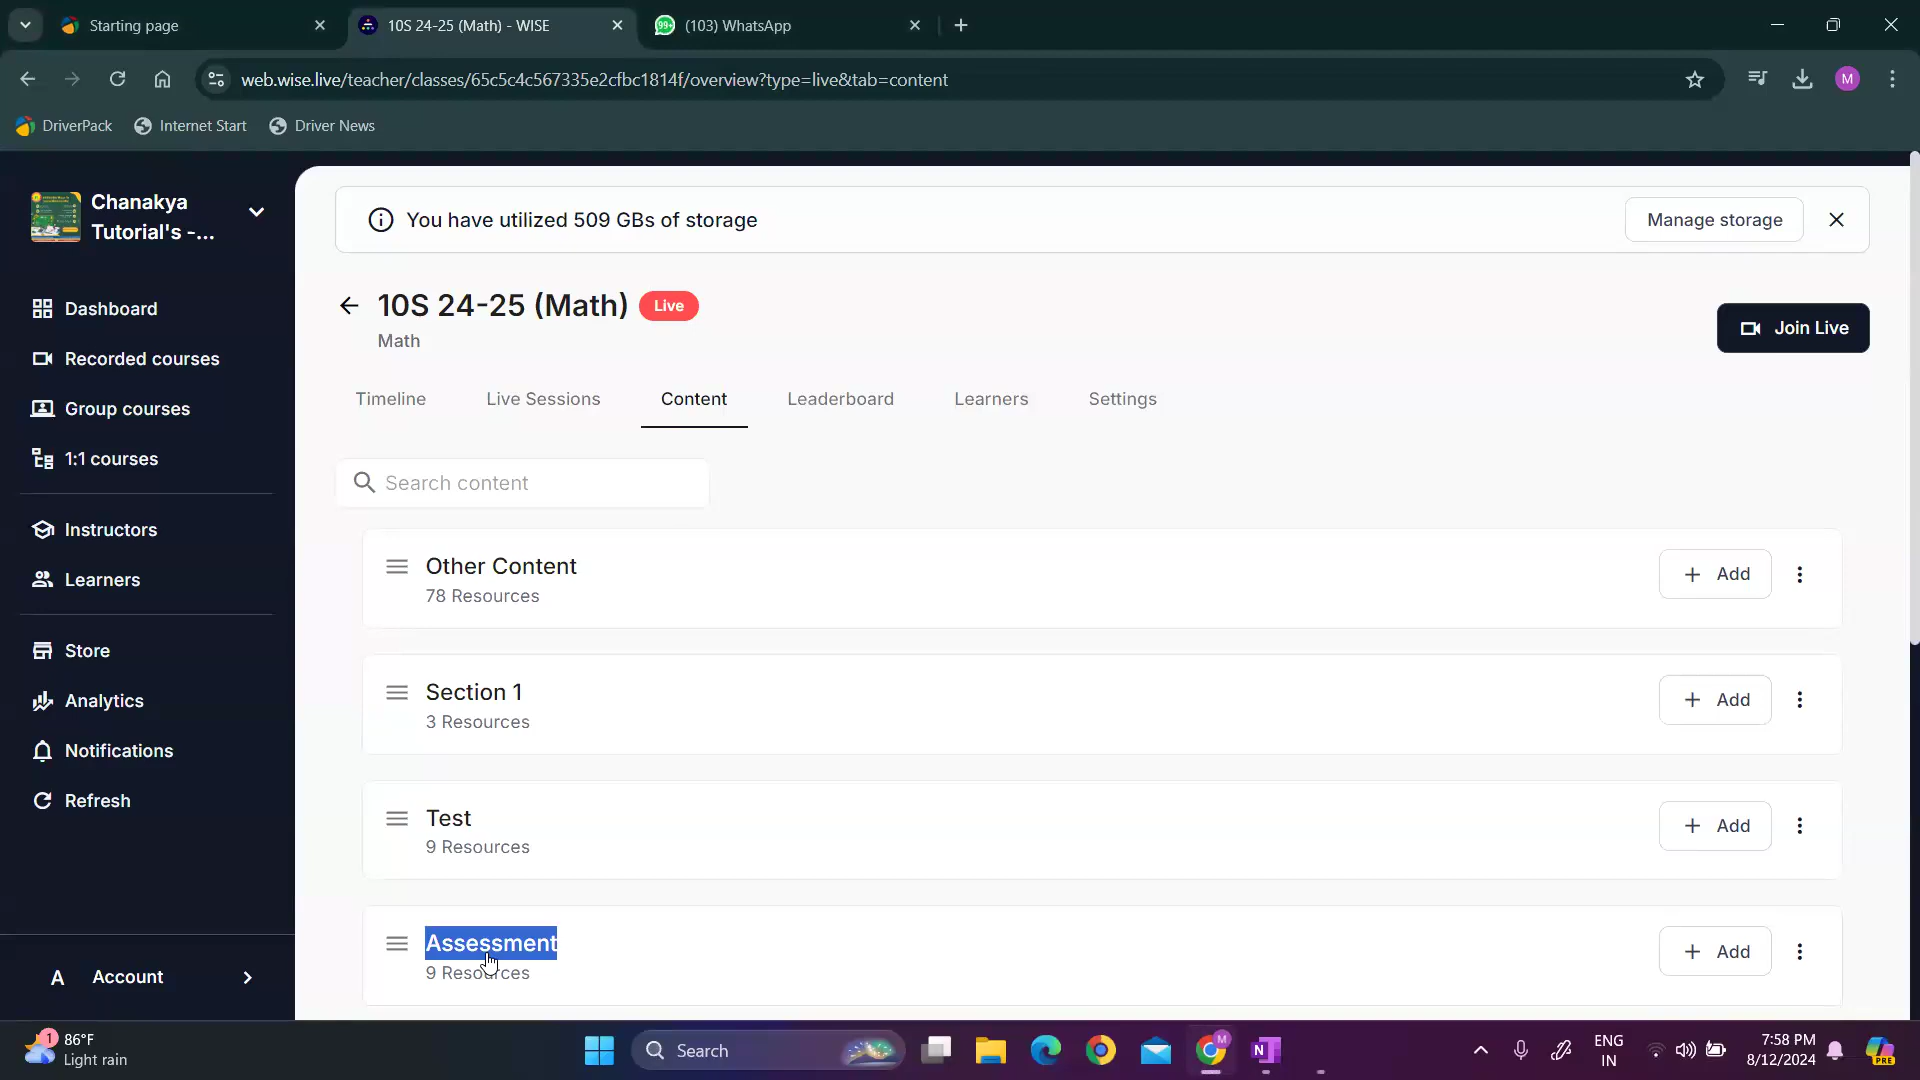 Starting page
10S 24-25 (Math) - WISE
99+
(103) WhatsApp
web.wise.live/teacher/classes/65c5c4c567335e2cfbc1814f/overview?type=live&tab=content
M
DriverPack
Internet Start
Driver News
Chanakya
Tutorial's -...
Dashboard
Recorded courses
Group courses
1:1 courses
Instructors
Learners
Store
Analytics
Notifications
Refresh
A Account
You have utilized 509 GBs of storage
Manage storage
10S 24-25 (Math)
Live
Math
Join Live
Timeline
Live Sessions
Content
Leaderboard
Learners
Settings
Search content
Other Content
78 Resources
+ Add
Section 1
3 Resources
+ Add
Test
9 Resources
+ Add
Assessment
9 Resources
+ Add
1
86°F
Light rain
Search
M
N
ENG
IN
7:58 PM
8/12/2024
PRE